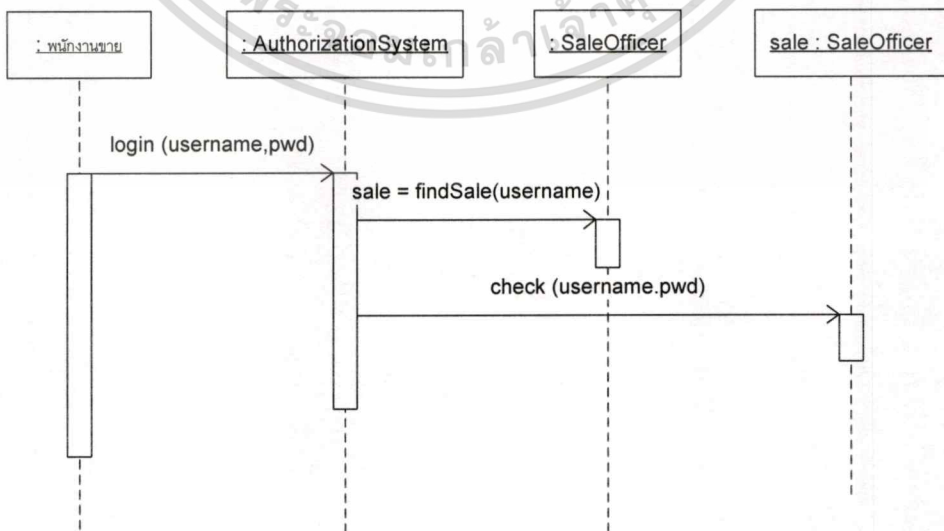 : พนักงานขาย
: AuthorizationSystem
: SaleOfficer
sale : SaleOfficer
login (username,pwd)
sale = findSale(username)
check (username.pwd)